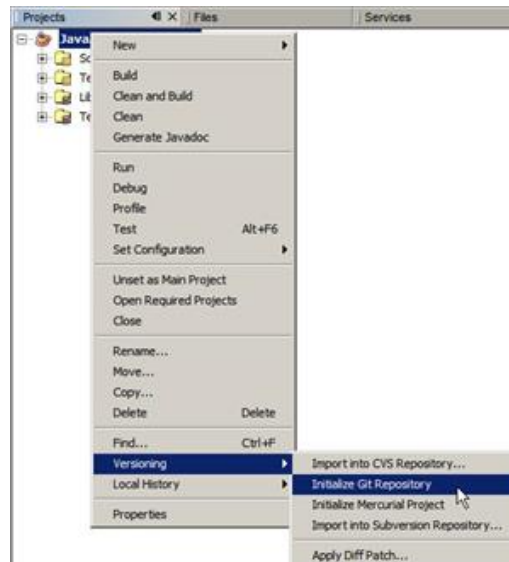 Projects
Files
Services
Java
New
Build
Clean and Build
Clean
Generate Javadoc
Run
Debug
Profile
Test Alt+F6
Set Configuration
Unset as Main Project
Open Required Projects
Close
Rename...
Move...
Copy...
Delete Delete
Find... Ctrl+F
Versioning
Local History
Properties
Import into CVS Repository...
Initialize Git Repository
Initialize Mercurial Project
Import into Subversion Repository...
Apply Diff Patch...